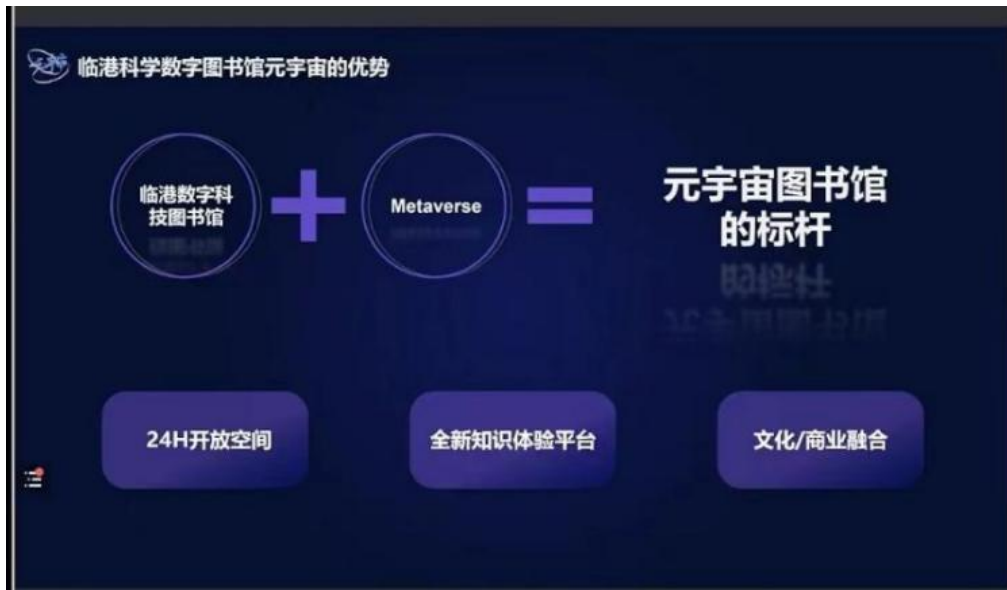 临港科学数字图书馆元宇宙的优势
临港数字科
技图书馆
Metaverse
元宇宙图书馆
的标杆
24H开放空间
全新知识体验平台
文化/商业融合